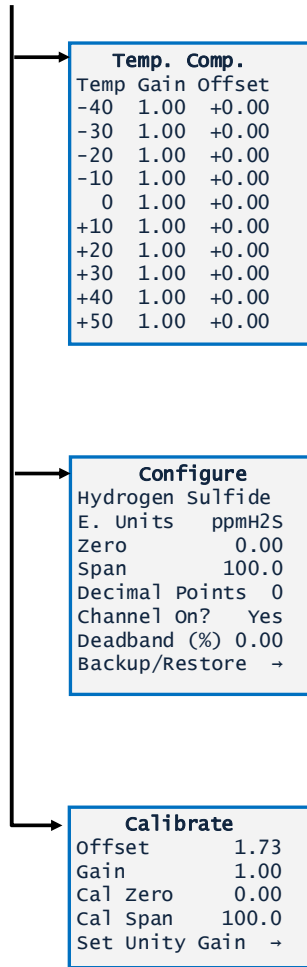 Temp. Comp.
Temp Gain Offset
-40 1.00 +0.00
-30 1.00 +0.00
-20 1.00 +0.00
-10 1.00 +0.00
0 1.00 +0.00
+10 1.00 +0.00
+20 1.00 +0.00
+30 1.00 +0.00
+40 1.00 +0.00
+50 1.00 +0.00
Configure
Hydrogen Sulfide
E. Units ppmH2S
Zero 0.00
Span 100.0
Decimal Points 0
Channel On? Yes
Deadband (%) 0.00
Backup/Restore →
Calibrate
Offset 1.73
Gain 1.00
Cal Zero 0.00
Cal Span 100.0
Set Unity Gain →